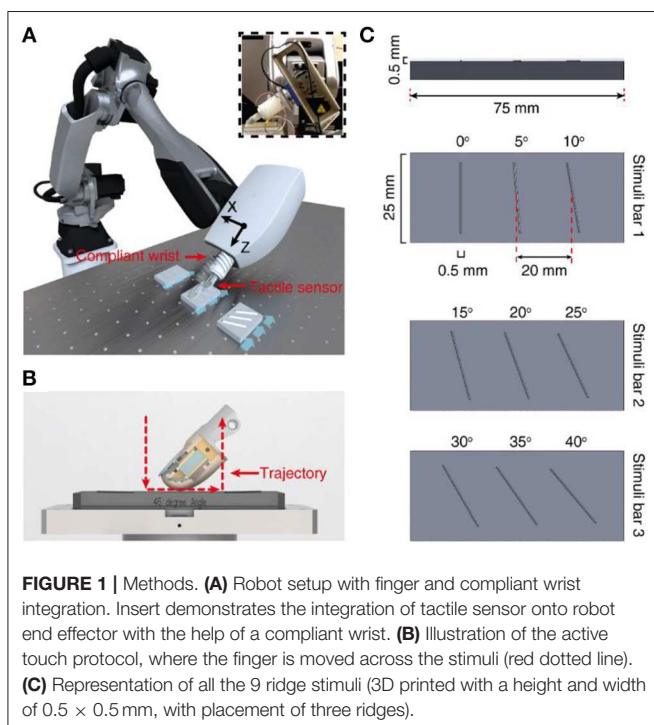 A
X
Z
Compliant wrist
Tactile sensor
B
Trajectory
45 degree Angle
C
0.5 mm
75 mm
0° 5° 10°
25 mm
Stimuli bar 1
0.5 mm
20 mm
15° 20° 25°
Stimuli bar 2
30° 35° 40°
Stimuli bar 3
FIGURE 1 | Methods. (A) Robot setup with finger and compliant wrist
integration. Insert demonstrates the integration of tactile sensor onto robot
end effector with the help of a compliant wrist. (B) Illustration of the active
touch protocol, where the finger is moved across the stimuli (red dotted line).
(C) Representation of all the 9 ridge stimuli (3D printed with a height and width
of 0.5 × 0.5 mm, with placement of three ridges).